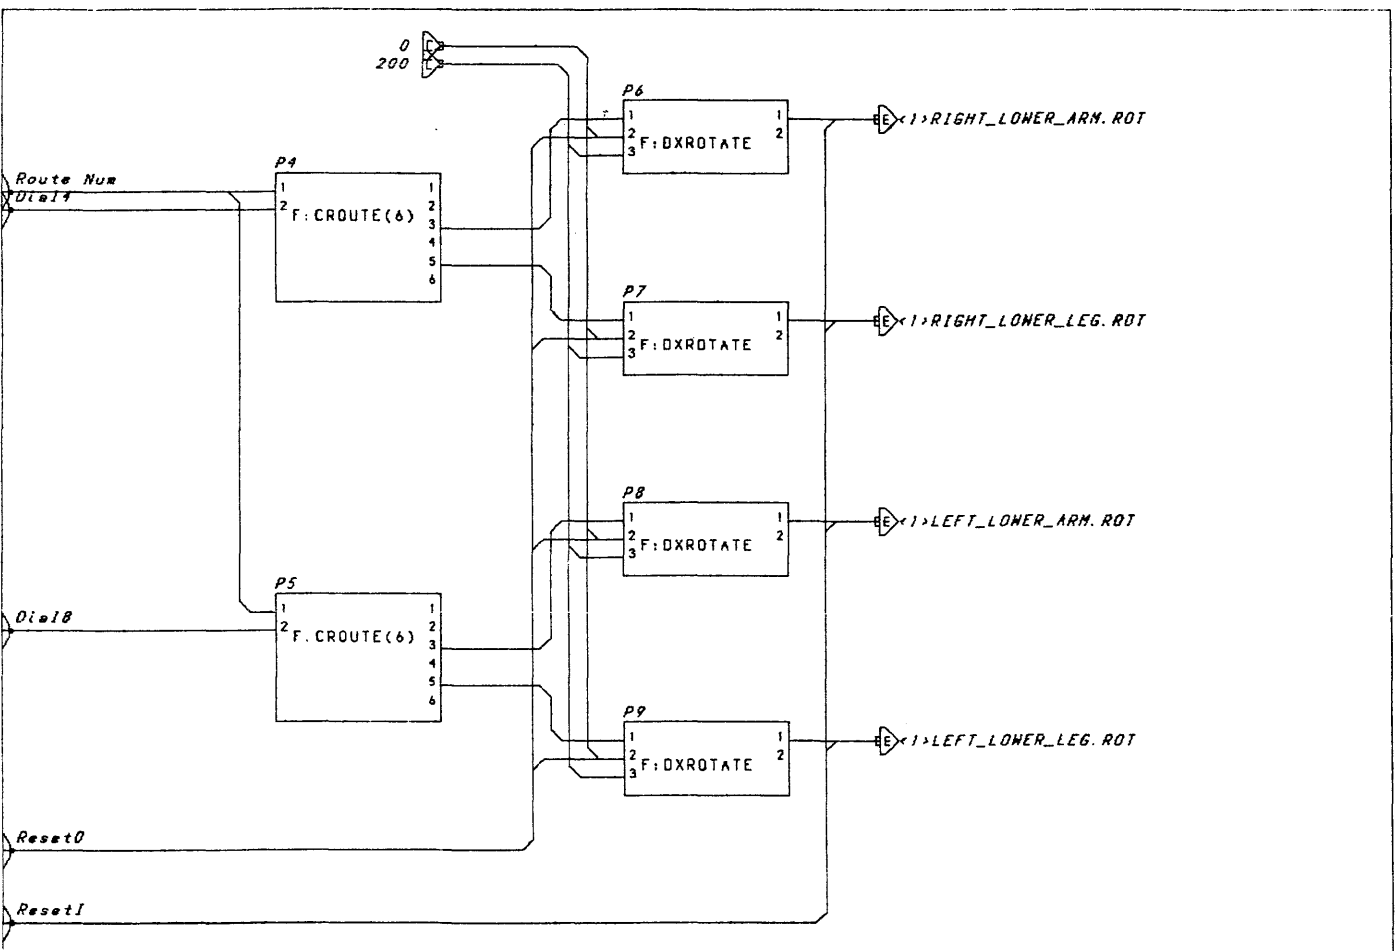 0
200
P6
1
2
3
F:DXROTATE
1
2
<1>RIGHT_LOWER_ARM.ROT
P4
Route Num
Dial4
1
2
F:CROUTE(6)
1
2
3
4
5
6
P7
1
2
3
F:DXROTATE
1
2
<1>RIGHT_LOWER_LEG.ROT
P8
1
2
3
F:DXROTATE
1
2
<1>LEFT_LOWER_ARM.ROT
P5
Dial8
1
2
F.CROUTE(6)
1
2
3
4
5
6
P9
1
2
3
F:DXROTATE
1
2
<1>LEFT_LOWER_LEG.ROT
Reset0
ResetI
C
C
E
E
E
E